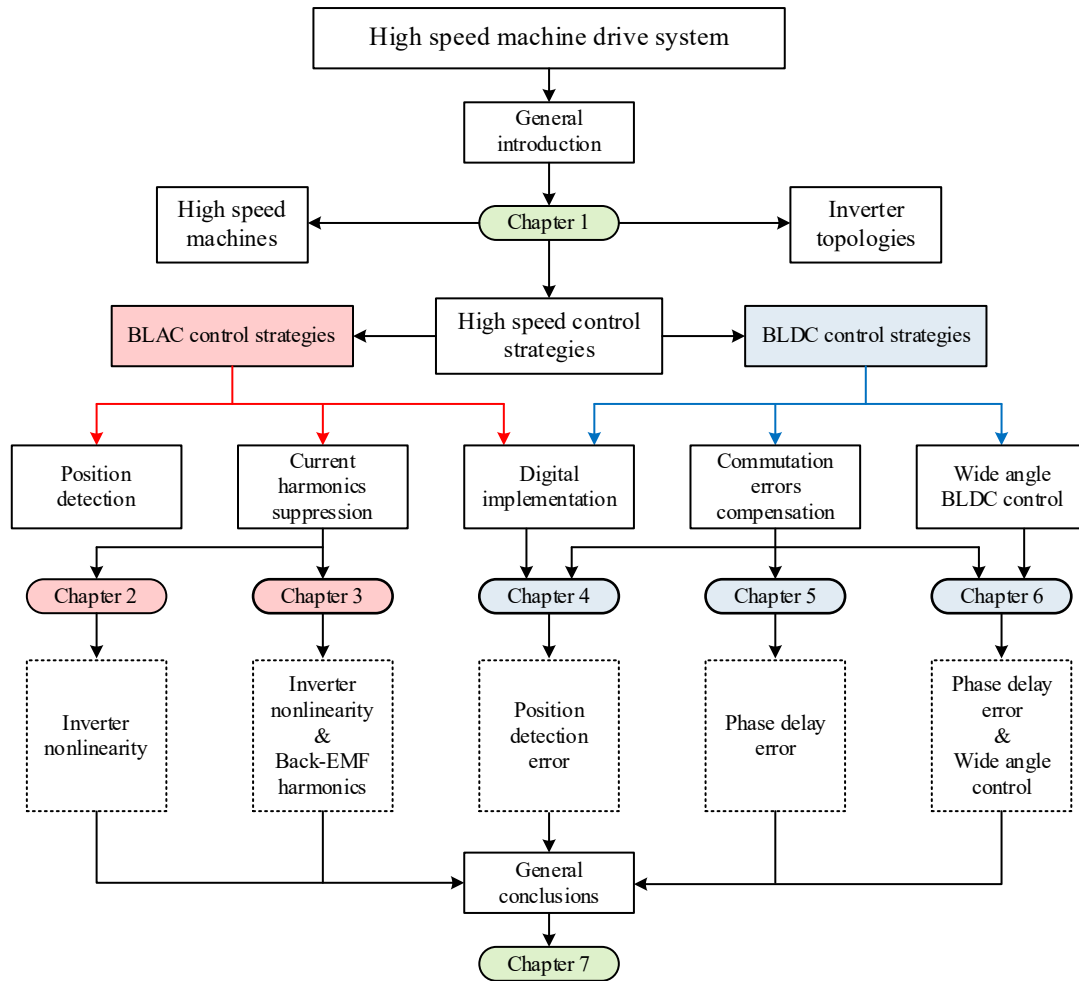 High speed machine drive system
General
introduction
High speed
machines
Chapter 1
Inverter
topologies
BLAC control strategies
High speed control
strategies
BLDC control strategies
Position
detection
Current
harmonics
suppression
Digital
implementation
Commutation
errors
compensation
Wide angle
BLDC control
Chapter 2
Chapter 3
Chapter 4
Chapter 5
Chapter 6
Inverter
nonlinearity
Inverter
nonlinearity
&
Back-EMF
harmonics
Position
detection
error
Phase delay
error
Phase delay
error
&
Wide angle
control
General
conclusions
Chapter 7